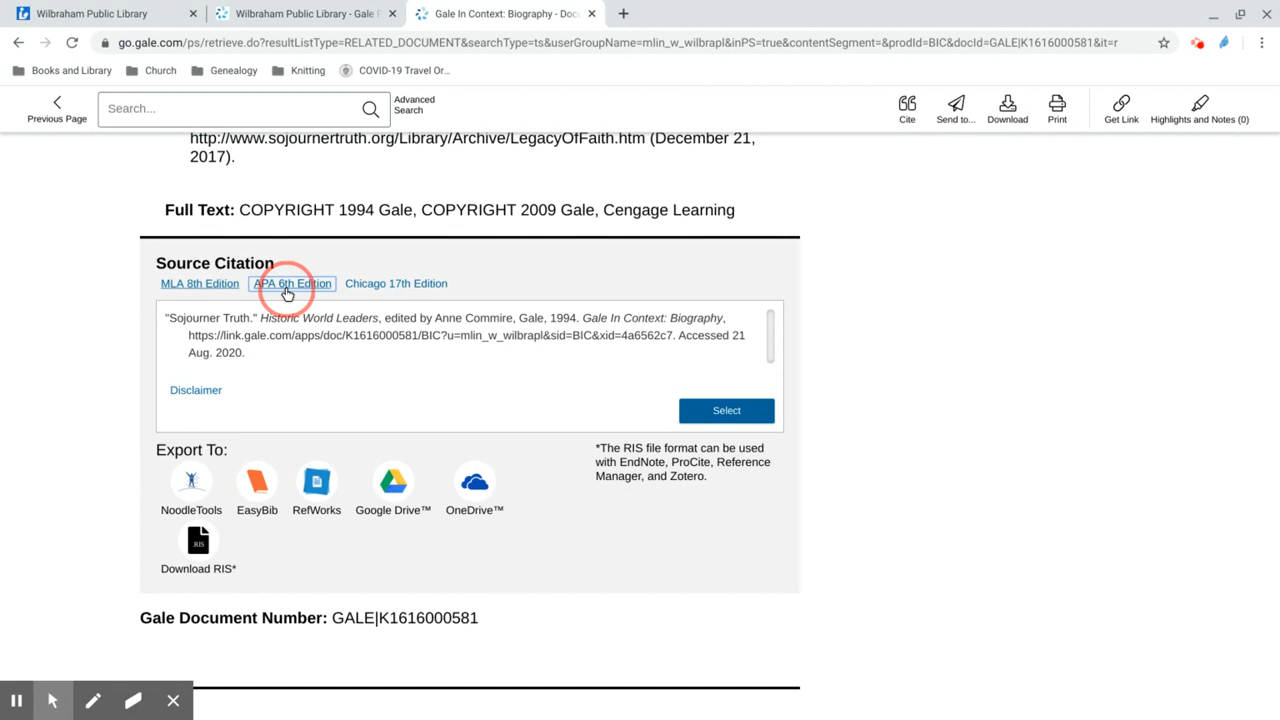 Wilbraham Public Library
Wilbraham Public Library - Gale P
Gale In Context: Biography - Docu
go.gale.com/ps/retrieve.do?resultListType=RELATED_DOCUMENT&searchType=ts&userGroupName=mlin_w_wilbrapl&inPS=true&contentSegment=&prodId=BIC&docId=GALE|K1616000581&it=r
Books and Library
Church
Genealogy
Knitting
COVID-19 Travel Or...
Previous Page
Search...
Advanced
Search
Cite
Send to...
Download
Print
Get Link
Highlights and Notes (0)
http://www.sojournertruth.org/Library/Archive/LegacyOfFaith.htm (December 21,
2017).
Full Text: COPYRIGHT 1994 Gale, COPYRIGHT 2009 Gale, Cengage Learning
Source Citation
MLA 8th Edition
APA 6th Edition
Chicago 17th Edition
"Sojourner Truth." Historic World Leaders, edited by Anne Commire, Gale, 1994. Gale In Context: Biography,
https://link.gale.com/apps/doc/K1616000581/BIC?u=mlin_w_wilbrapl&sid=BIC&xid=4a6562c7. Accessed 21
Aug. 2020.
Disclaimer
Select
Export To:
*The RIS file format can be used
with EndNote, ProCite, Reference
Manager, and Zotero.
NoodleTools
EasyBib
RefWorks
Google Drive™
OneDrive™
.RIS
Download RIS*
Gale Document Number: GALE|K1616000581